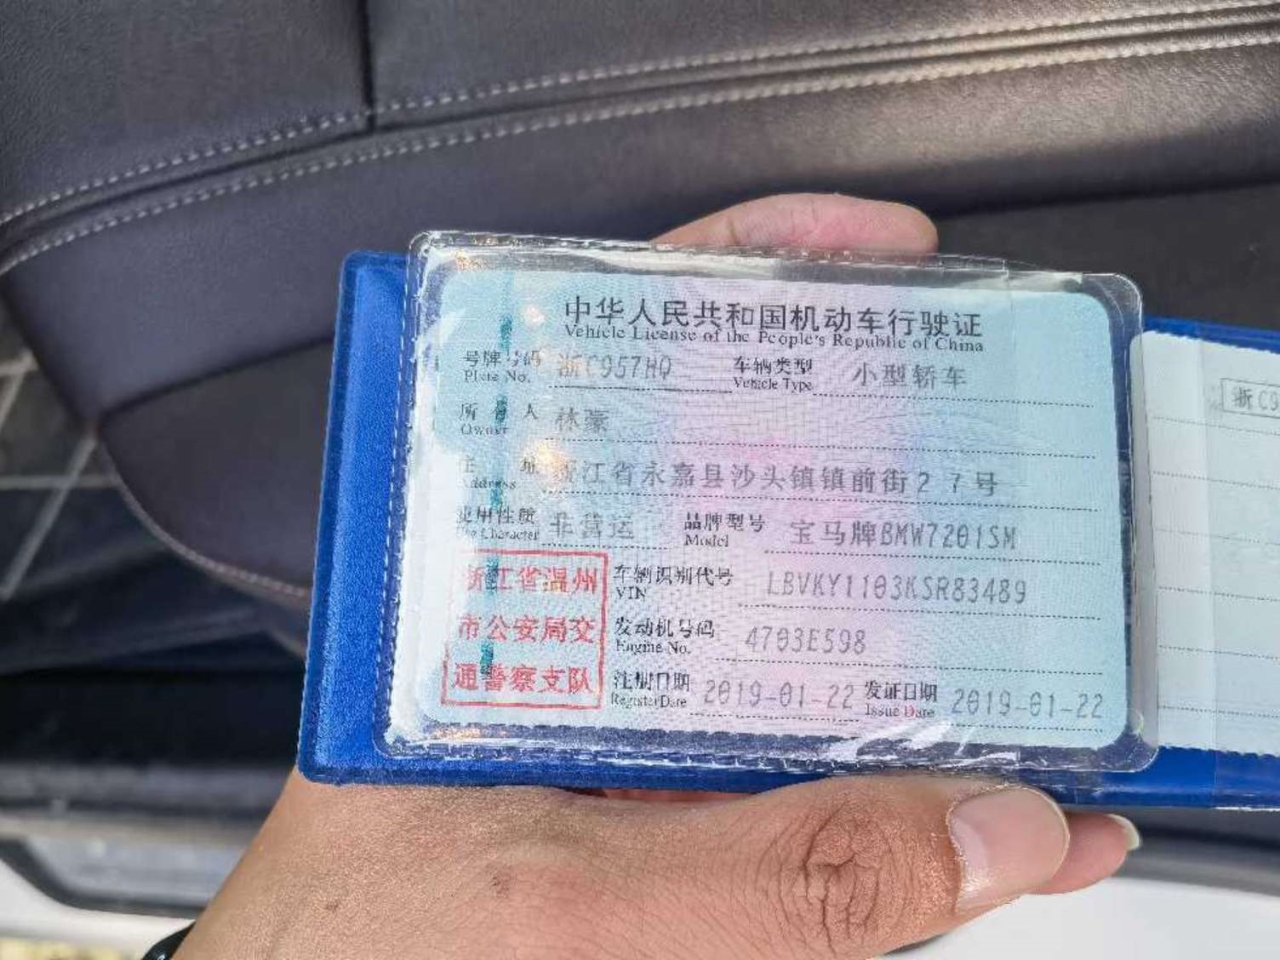 中华人民共和国机动车行驶证
Vehicle License of the People's Republic of China
号牌号码 浙C957HQ 车辆类型 小型轿车
Plate No. Vehicle Type
所有人 林豪
Owner
住址 浙江省永嘉县沙头镇镇前街27号
Address
使用性质 非营运 品牌型号 宝马牌BMW7201SM
Use Character Model
浙江省温州
市公安局交
通警察支队
车辆识别代号 LBVKY1103KSR83489
VIN
发动机号码 4703E598
Engine No.
注册日期 2019-01-22 发证日期 2019-01-22
Register Date Issue Date
浙C9